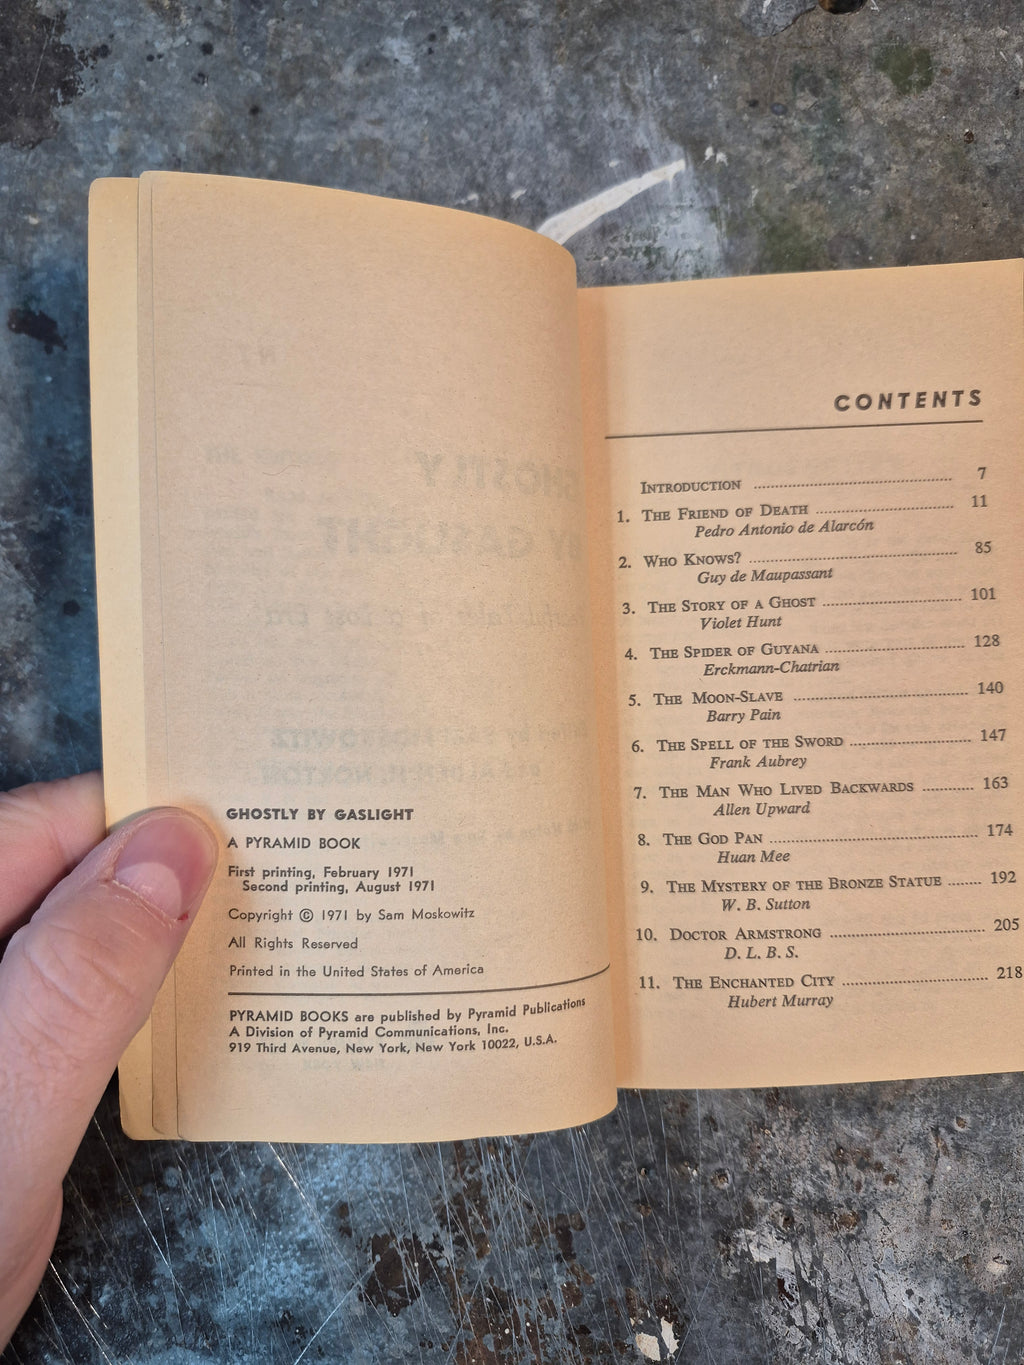 GHOSTLY BY GASLIGHT
A PYRAMID BOOK
First printing, February 1971
Second printing, August 1971
Copyright © 1971 by Sam Moskowitz
All Rights Reserved
Printed in the United States of America
PYRAMID BOOKS are published by Pyramid Publications
A Division of Pyramid Communications, Inc.
919 Third Avenue, New York, New York 10022, U.S.A.
CONTENTS
INTRODUCTION ........................................ 7
1. THE FRIEND OF DEATH ........................... 11
Pedro Antonio de Alarcón
2. WHO KNOWS? ........................................ 85
Guy de Maupassant
3. THE STORY OF A GHOST ........................... 101
Violet Hunt
4. THE SPIDER OF GUYANA ........................... 128
Erckmann-Chatrian
5. THE MOON-SLAVE ................................... 140
Barry Pain
6. THE SPELL OF THE SWORD ........................ 147
Frank Aubrey
7. THE MAN WHO LIVED BACKWARDS ............ 163
Allen Upward
8. THE GOD PAN ........................................ 174
Huan Mee
9. THE MYSTERY OF THE BRONZE STATUE ....... 192
W. B. Sutton
10. DOCTOR ARMSTRONG .............................. 205
D. L. B. S.
11. THE ENCHANTED CITY ............................. 218
Hubert Murray